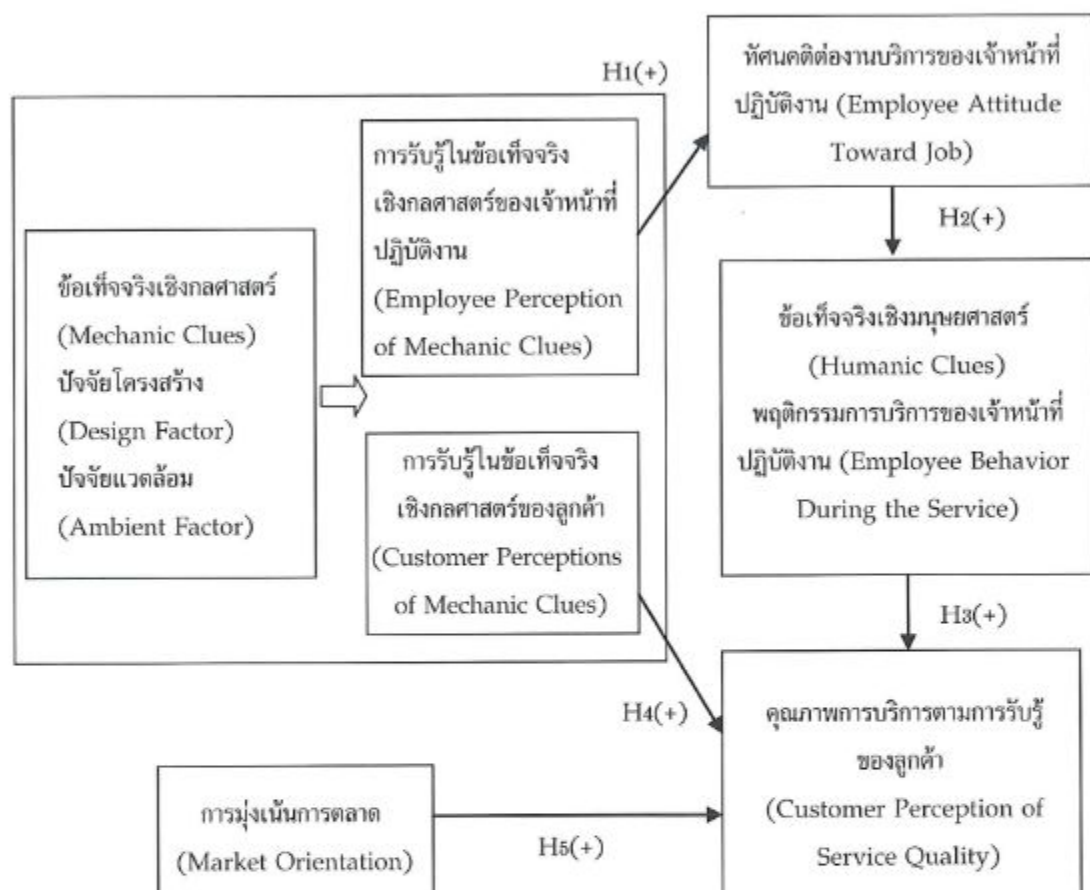 H1(+)
ทัศนคติต่องานบริการของเจ้าหน้าที่
ปฏิบัติงาน (Employee Attitude
Toward Job)
H2(+)
การรับรู้ในข้อเท็จจริง
เชิงกลศาสตร์ของเจ้าหน้าที่
ปฏิบัติงาน
(Employee Perception
of Mechanic Clues)
ข้อเท็จจริงเชิงกลศาสตร์
(Mechanic Clues)
ปัจจัยโครงสร้าง
(Design Factor)
ปัจจัยแวดล้อม
(Ambient Factor)
ข้อเท็จจริงเชิงมนุษยศาสตร์
(Humanic Clues)
พฤติกรรมการบริการของเจ้าหน้าที่
ปฏิบัติงาน (Employee Behavior
During the Service)
การรับรู้ในข้อเท็จจริง
เชิงกลศาสตร์ของลูกค้า
(Customer Perceptions
of Mechanic Clues)
H3(+)
H4(+)
คุณภาพการบริการตามการรับรู้
ของลูกค้า
(Customer Perception of
Service Quality)
การมุ่งเน้นการตลาด
(Market Orientation)
H5(+)